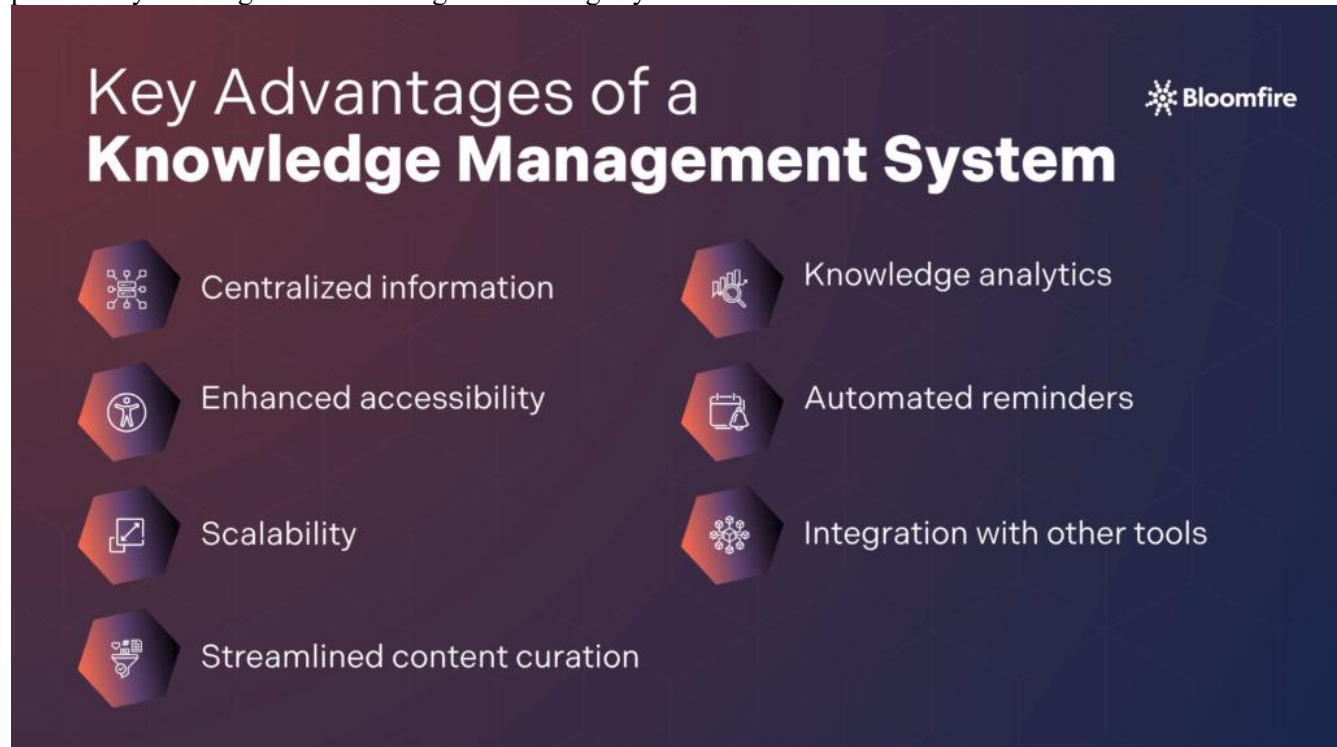 Key Advantages of a
Knowledge Management System
Bloomfire
Centralized information
Enhanced accessibility
Scalability
Streamlined content curation
Knowledge analytics
Automated reminders
Integration with other tools